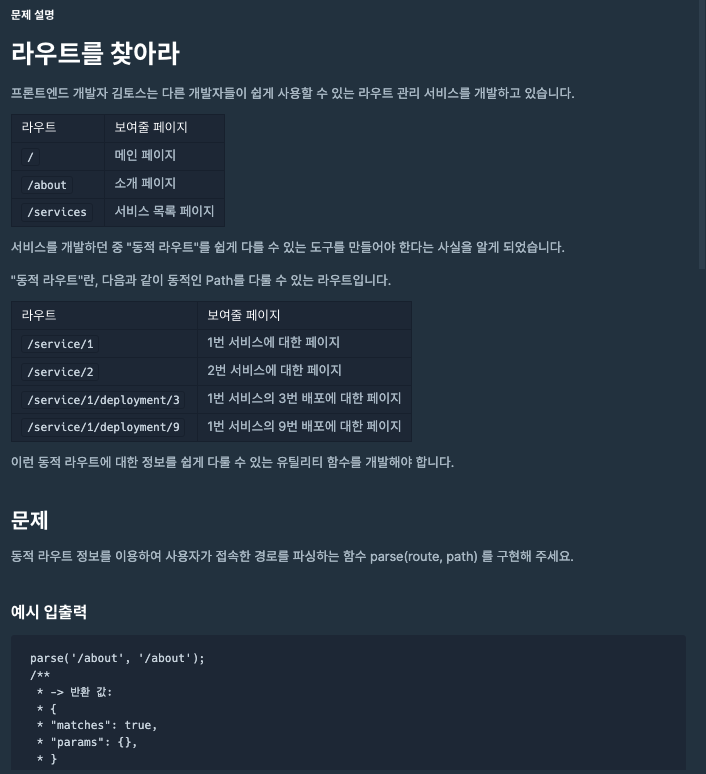 문제 설명
라우트를 찾아라
프론트엔드 개발자 김토스는 다른 개발자들이 쉽게 사용할 수 있는 라우트 관리 서비스를 개발하고 있습니다.
라우트 보여줄 페이지
/ 메인 페이지
/about 소개 페이지
/services 서비스 목록 페이지
서비스를 개발하던 중 "동적 라우트"를 쉽게 다룰 수 있는 도구를 만들어야 한다는 사실을 알게 되었습니다.
"동적 라우트"란, 다음과 같이 동적인 Path를 다룰 수 있는 라우트입니다.
라우트 보여줄 페이지
/service/1 1번 서비스에 대한 페이지
/service/2 2번 서비스에 대한 페이지
/service/1/deployment/3 1번 서비스의 3번 배포에 대한 페이지
/service/1/deployment/9 1번 서비스의 9번 배포에 대한 페이지
이런 동적 라우트에 대한 정보를 쉽게 다룰 수 있는 유틸리티 함수를 개발해야 합니다.
문제
동적 라우트 정보를 이용하여 사용자가 접속한 경로를 파싱하는 함수 parse(route, path) 를 구현해 주세요.
예시 입출력
parse('/about', '/about');
/**
* -> 반환 값:
* {
* "matches": true,
* "params": {},
* }